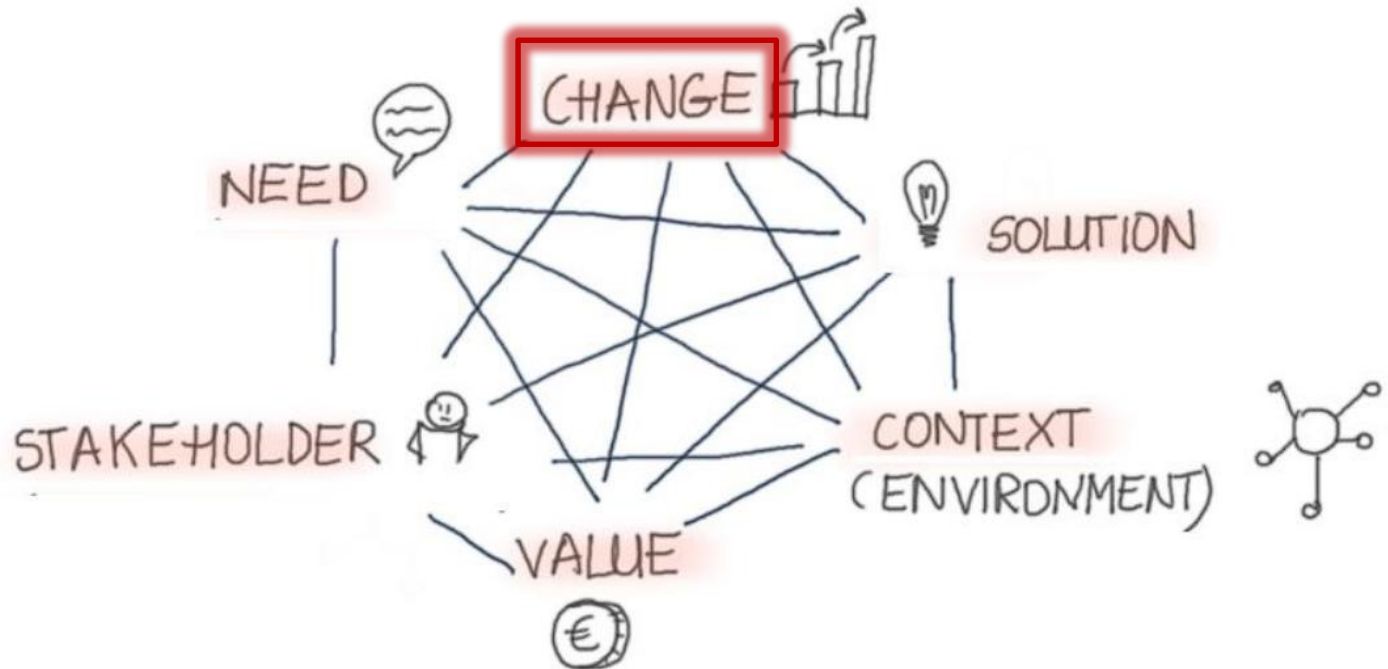 CHANGE
NEED
SOLUTION
STAKEHOLDER
CONTEXT
(ENVIRONMENT)
VALUE
€